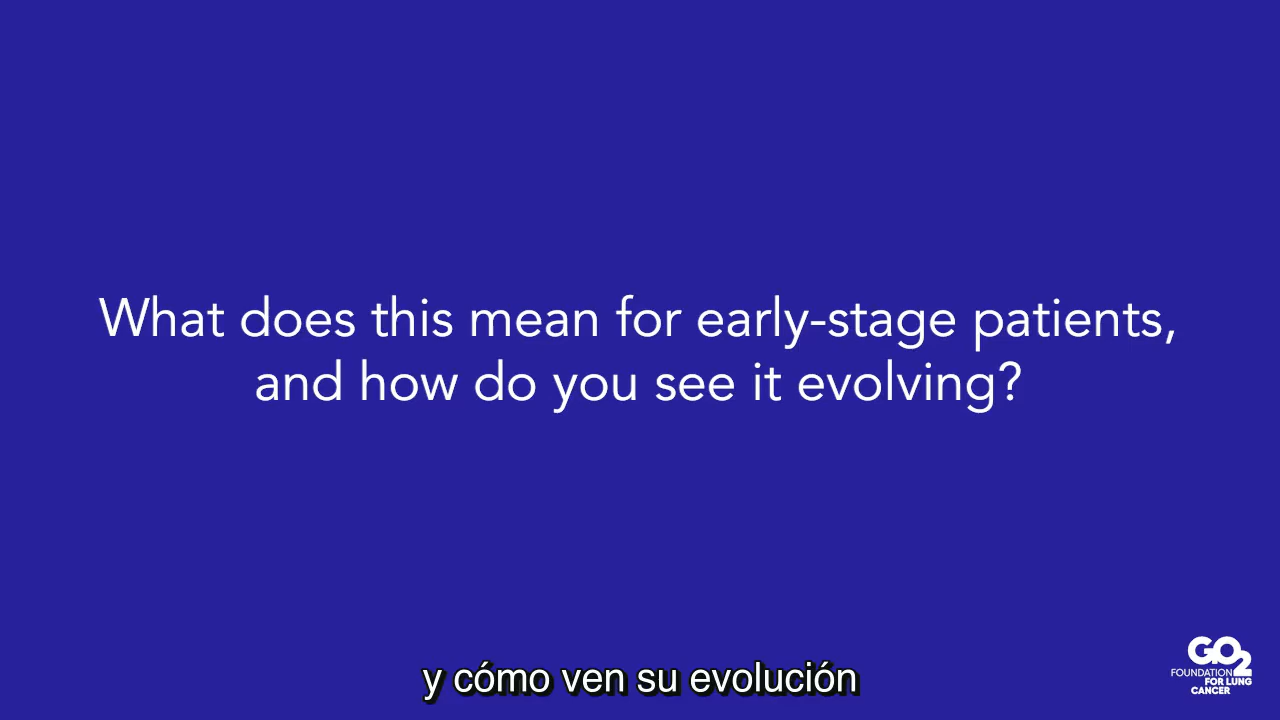 What does this mean for early-stage patients,
and how do you see it evolving?
y cómo ven su evolución
GO2
FOUNDATION
FOR LUNG
CANCER